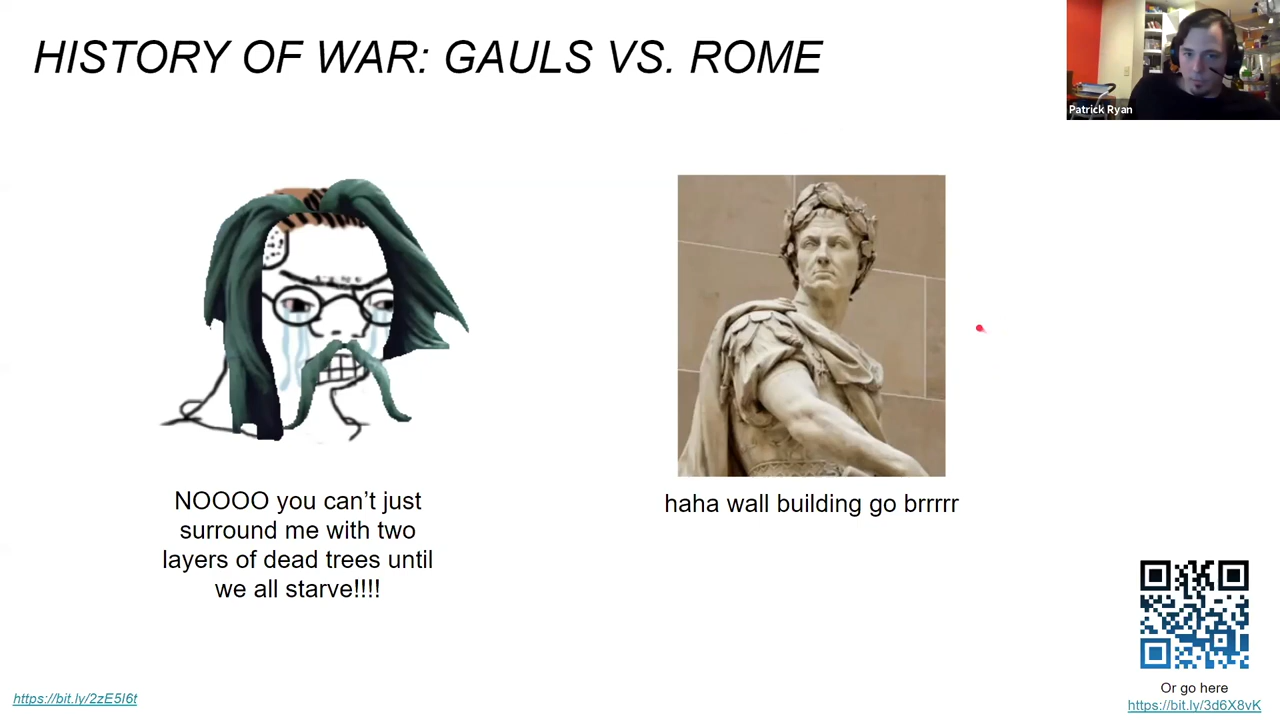 HISTORY OF WAR: GAULS VS. ROME
Patrick Ryan
NOOOO you can't just
surround me with two
layers of dead trees until
we all starve!!!!
haha wall building go brrrrr
Or go here
https://bit.ly/3d6X8vK
https://bit.ly/2zE5l6t